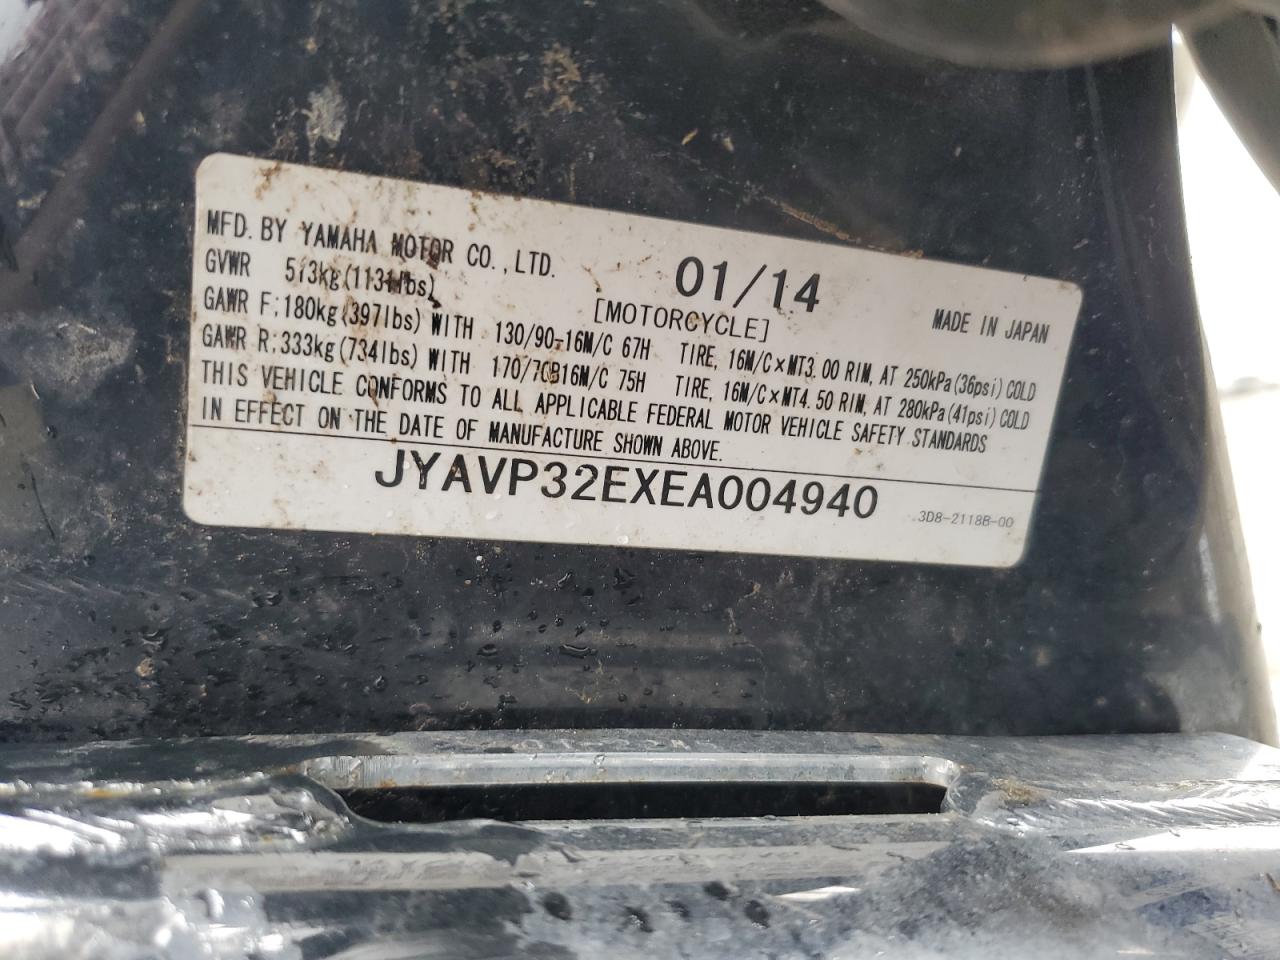 MFD. BY YAMAHA MOTOR CO., LTD. 01/14
GVWR 513kg(1131lbs) [MOTORCYCLE] MADE IN JAPAN
GAWR F:180kg(397lbs) WITH 130/90-16M/C 67H TIRE, 16M/C×MT3.00 RIM, AT 250kPa(36psi)COLD
GAWR R:333kg(734lbs) WITH 170/70B16M/C 75H TIRE, 16M/C×MT4.50 RIM, AT 280kPa(41psi)COLD
THIS VEHICLE CONFORMS TO ALL APPLICABLE FEDERAL MOTOR VEHICLE SAFETY STANDARDS
IN EFFECT ON THE DATE OF MANUFACTURE SHOWN ABOVE.
JYAVP32EXEA004940
3D8-2118B-00